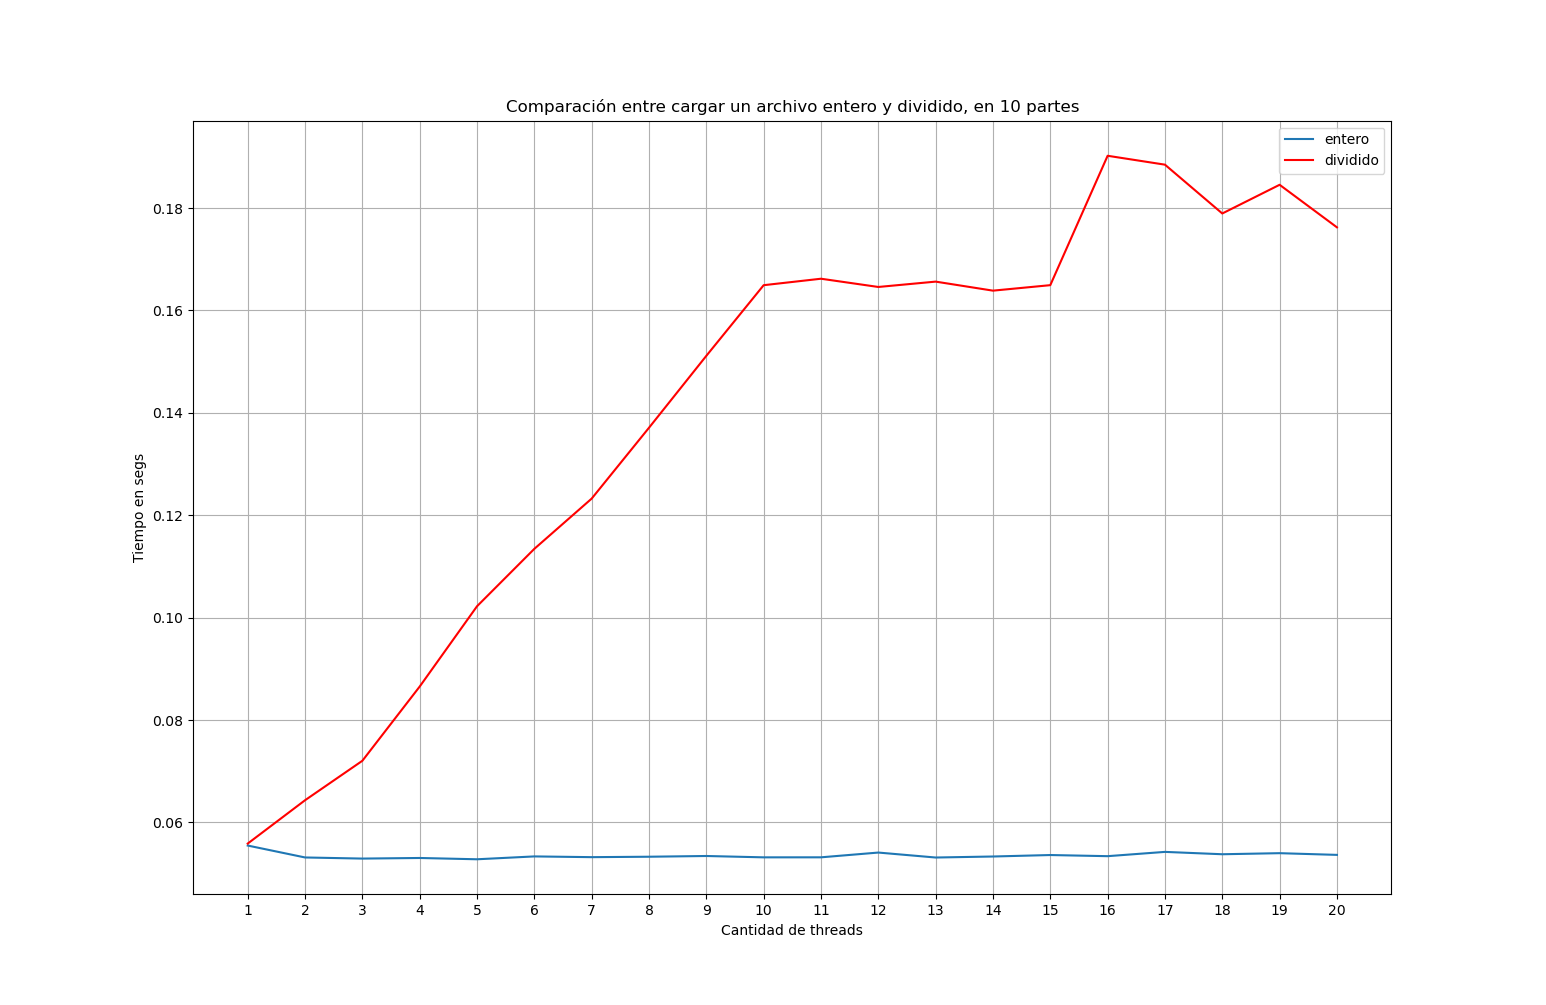 Comparación entre cargar un archivo entero y dividido, en 10 partes
entero
dividido
0.18
0.16
0.14
0.12
0.10
0.08
0.06
Tiempo en segs
1 2 3 4 5 6 7 8 9 10 11 12 13 14 15 16 17 18 19 20
Cantidad de threads